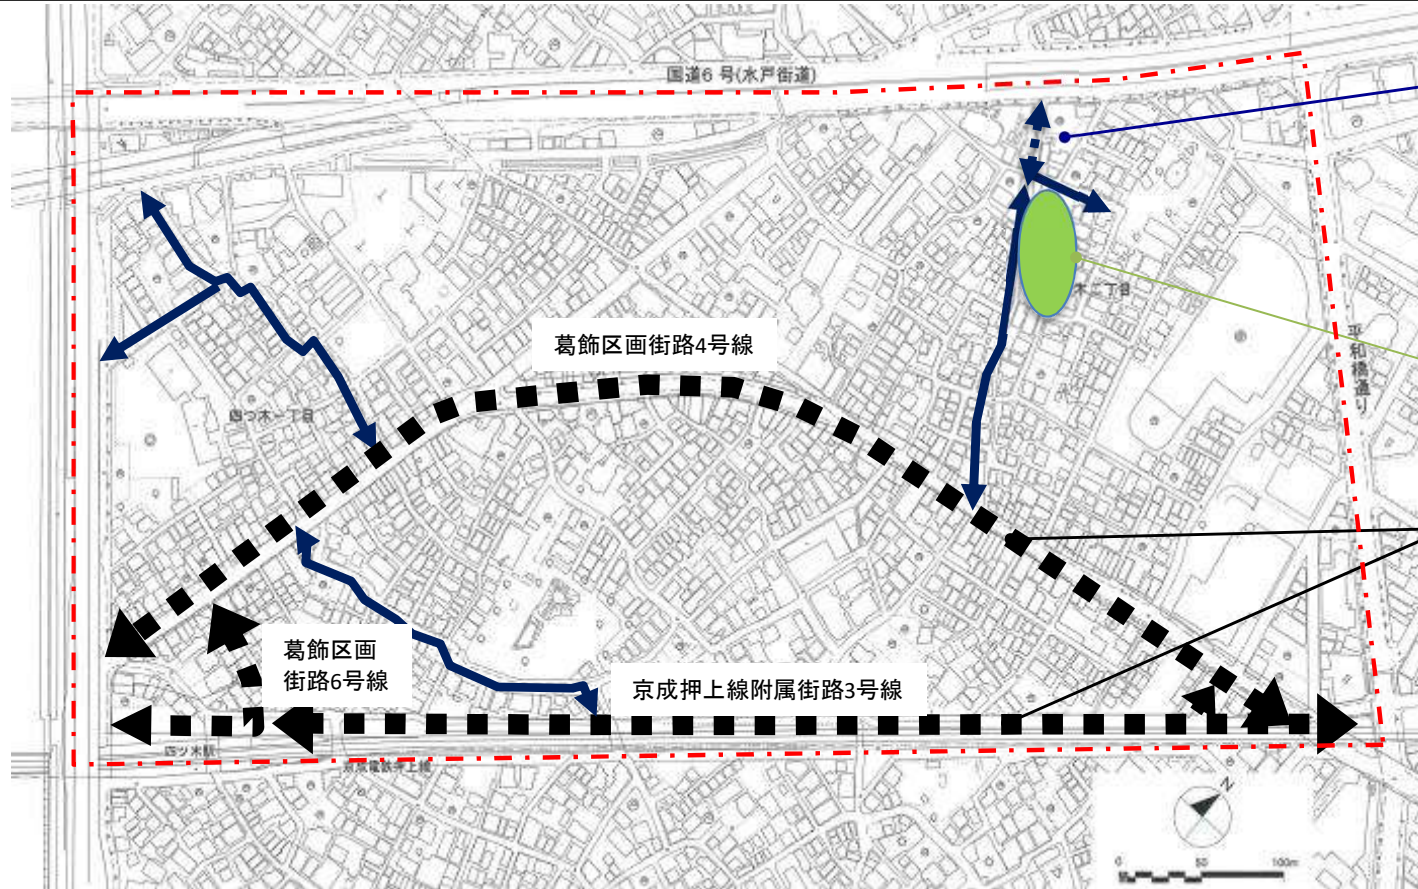 国道6 号(水戸街道)
木二丁目
平和橋通り
葛飾区画街路4号線
四つ木一丁目
葛飾区画
街路6号線
京成押上線附属街路3号線
四ツ木駅
京成電鉄押上線
N
0 50 100m